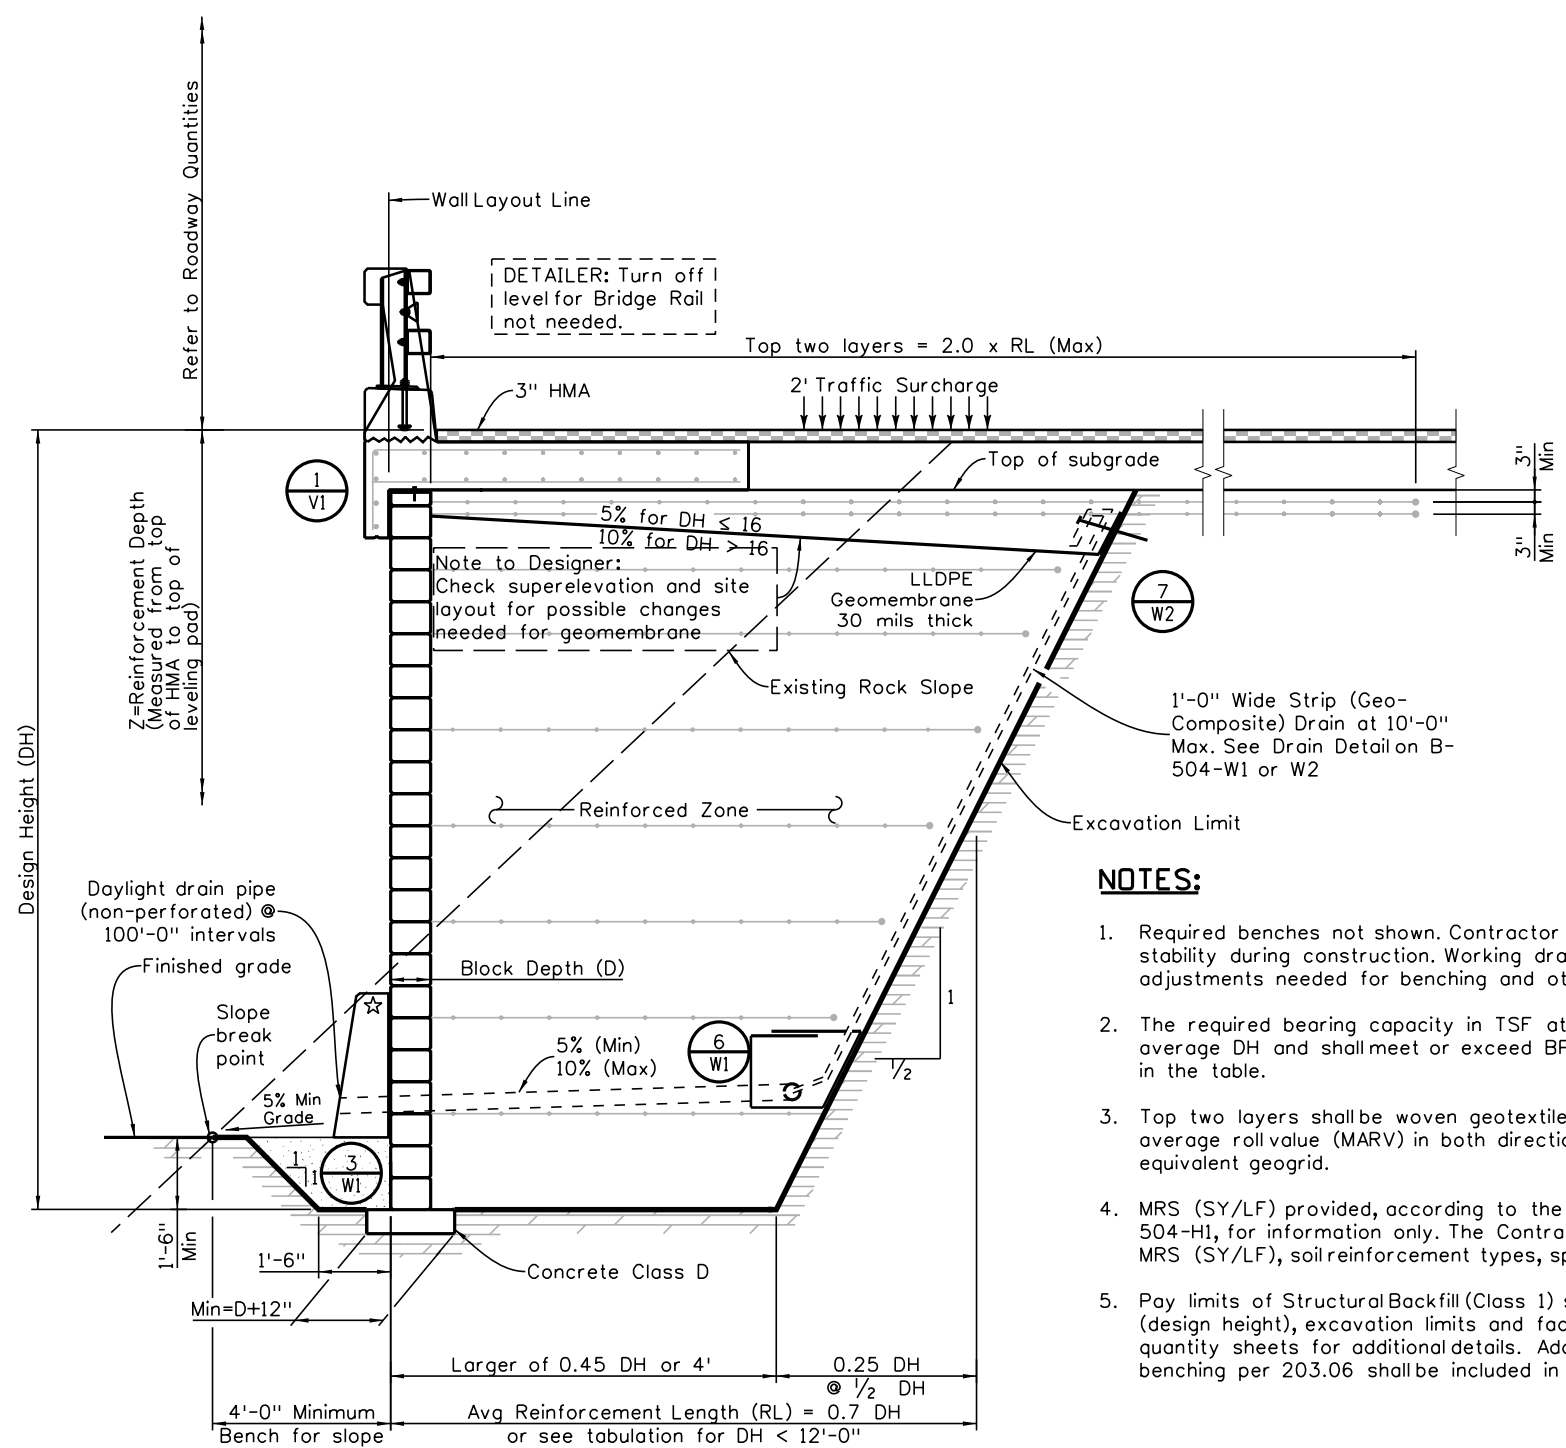 Refer to Roadway Quantities
Wall Layout Line
DETAILER: Turn off
level for Bridge Rail
not needed.
Top two layers = 2.0 x RL (Max)
3" HMA
2' Traffic Surcharge
Top of subgrade
3"
Min
3"
Min
1
V1
5% for DH ≤ 16
10% for DH > 16
Note to Designer:
Check superelevation and site
layout for possible changes
needed for geomembrane
LLDPE
Geomembrane
30 mils thick
7
W2
Z=Reinforcement Depth
(Measured from top
of HMA to top of
leveling pad)
Existing Rock Slope
1'-0" Wide Strip (Geo-
Composite) Drain at 10'-0"
Max. See Drain Detail on B-
504-W1 or W2
Design Height (DH)
Reinforced Zone
Excavation Limit
Daylight drain pipe
(non-perforated) @
100'-0" intervals
Finished grade
Block Depth (D)
Slope
break
point
1
1/2
6
W1
5% (Min)
10% (Max)
5% Min
Grade
1
1
3
W1
1'-6"
Min
1'-6"
Concrete Class D
Min=D+12"
Larger of 0.45 DH or 4'
0.25 DH
@ 1/2 DH
4'-0" Minimum
Bench for slope
Avg Reinforcement Length (RL) = 0.7 DH
or see tabulation for DH < 12'-0"
NOTES:
1. Required benches not shown. Contractor
stability during construction. Working dra
adjustments needed for benching and ot
2. The required bearing capacity in TSF at
average DH and shall meet or exceed BF
in the table.
3. Top two layers shall be woven geotextile
average roll value (MARV) in both directio
equivalent geogrid.
4. MRS (SY/LF) provided, according to the
504-H1, for information only. The Contra
MRS (SY/LF), soil reinforcement types, sp
5. Pay limits of Structural Backfill (Class 1) s
(design height), excavation limits and fac
quantity sheets for additional details. Add
benching per 203.06 shall be included in